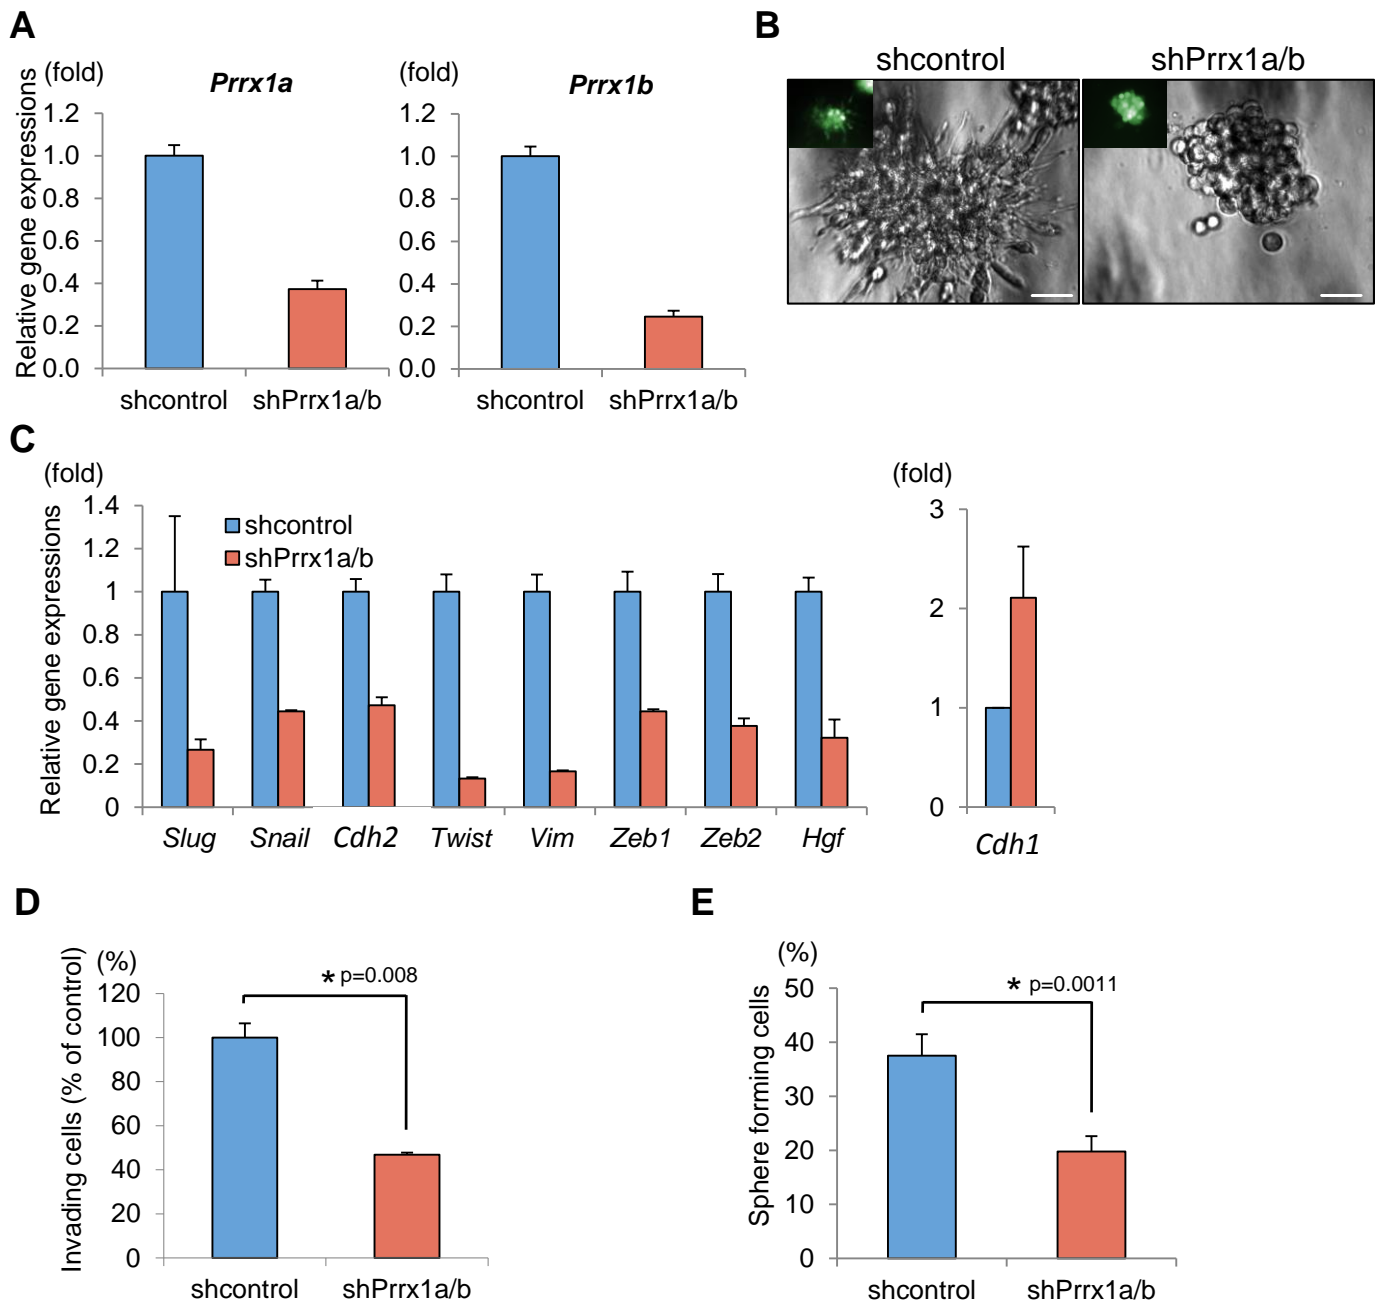 A
(fold)
Prrx1a
Relative gene expressions
1.2
1.0
0.8
0.6
0.4
0.2
0.0
shcontrol
shPrrx1a/b
(fold)
Prrx1b
1.2
1.0
0.8
0.6
0.4
0.2
0.0
shcontrol
shPrrx1a/b
B
shcontrol
shPrrx1a/b
C
(fold)
Relative gene expressions
1.4
1.2
1
0.8
0.6
0.4
0.2
0
shcontrol
shPrrx1a/b
Slug
Snail
Cdh2
Twist
Vim
Zeb1
Zeb2
Hgf
(fold)
3
2
1
0
Cdh1
D
(%)
Invading cells (% of control)
120
100
80
60
40
20
0
* p=0.008
shcontrol
shPrrx1a/b
E
(%)
Sphere forming cells
50
40
30
20
10
0
* p=0.0011
shcontrol
shPrrx1a/b